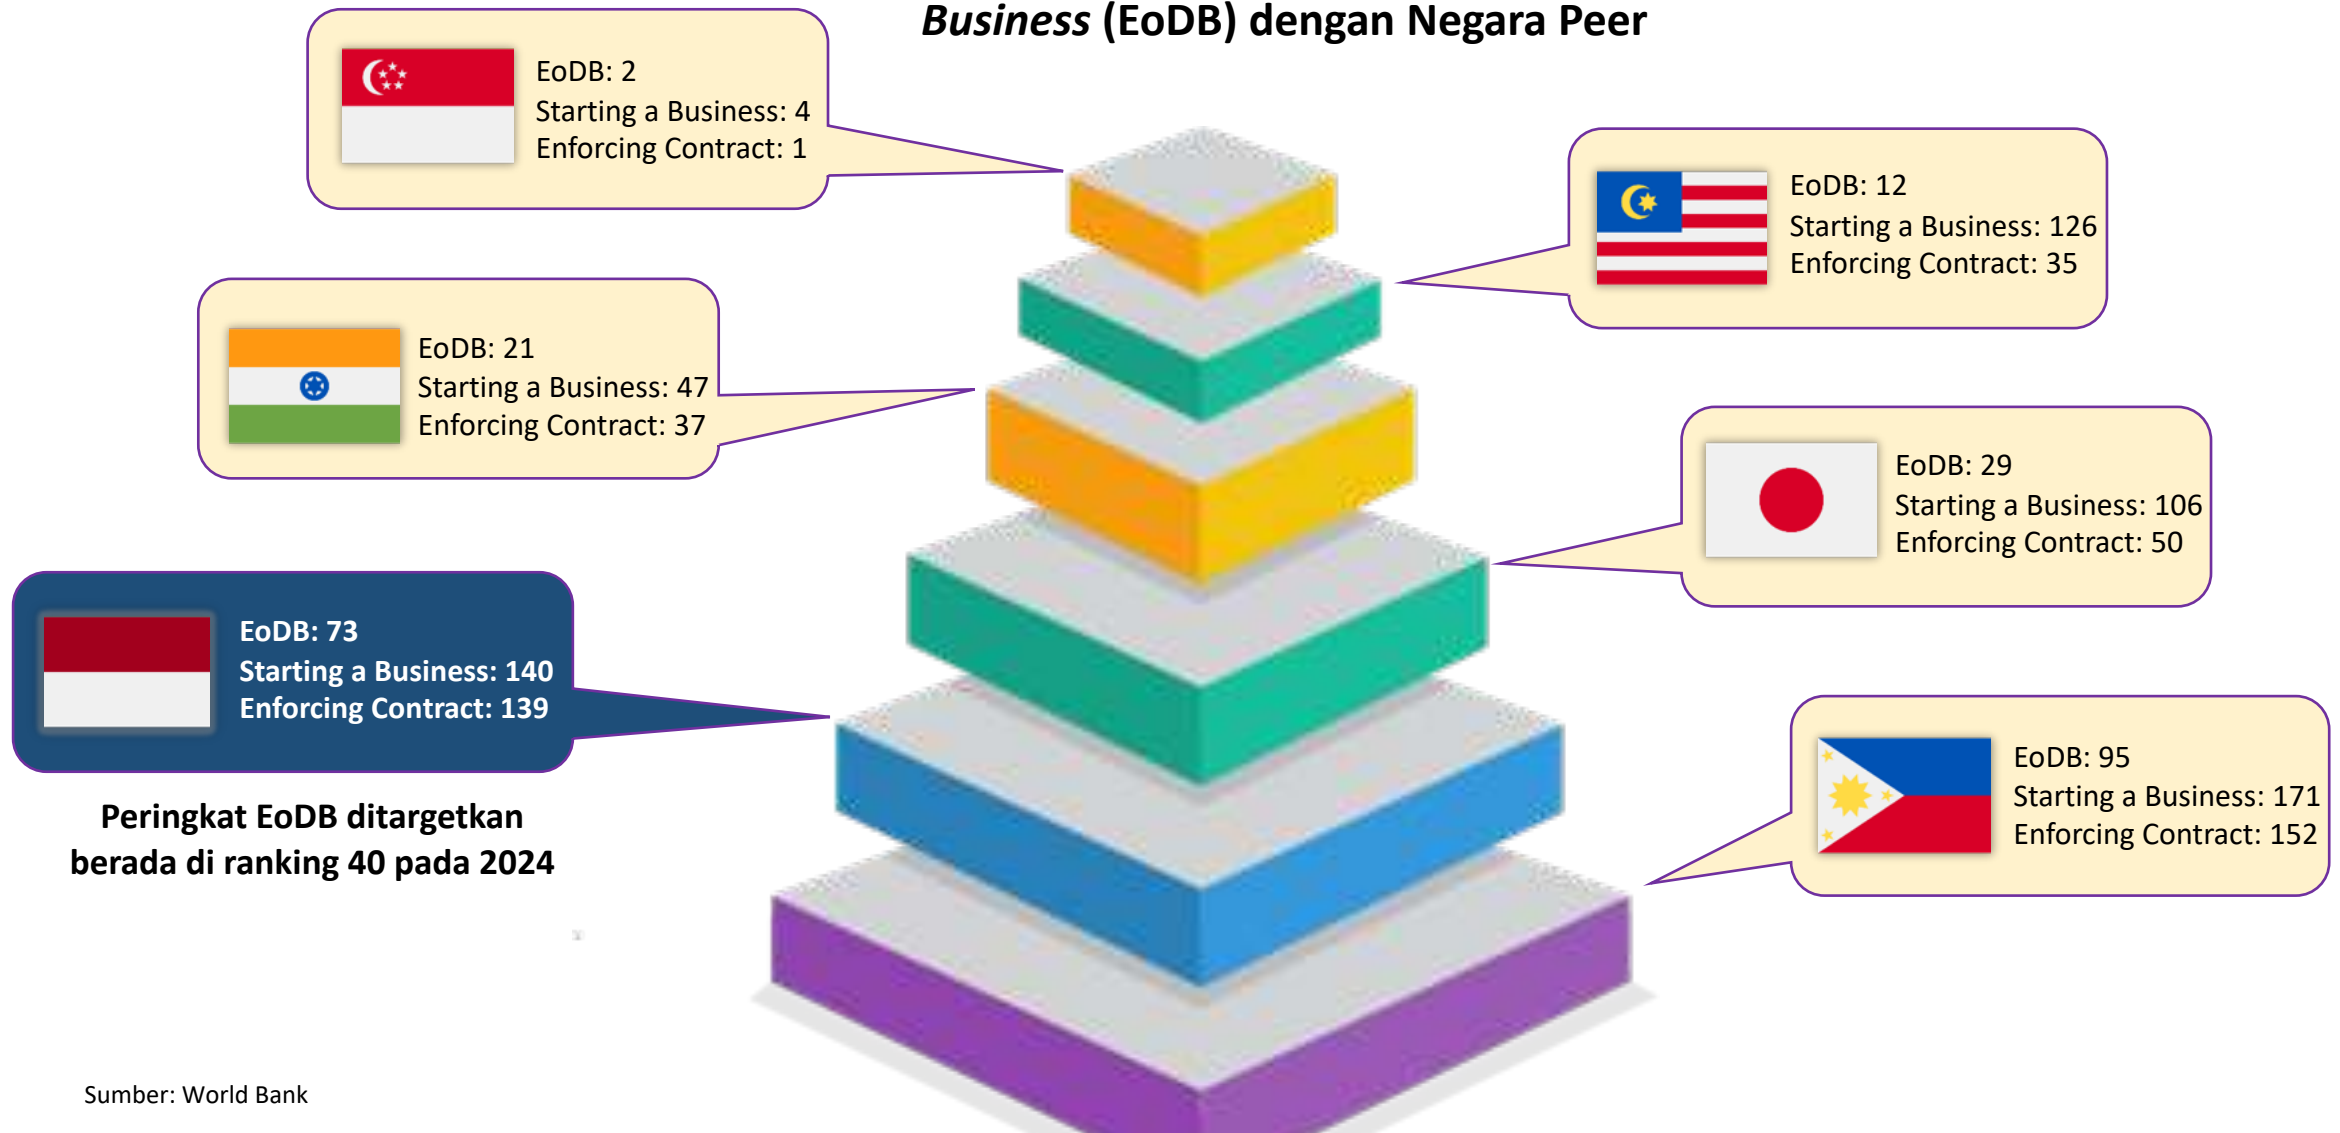 Business (EoDB) dengan Negara Peer
EoDB: 2
Starting a Business: 4
Enforcing Contract: 1
EoDB: 12
Starting a Business: 126
Enforcing Contract: 35
EoDB: 21
Starting a Business: 47
Enforcing Contract: 37
EoDB: 29
Starting a Business: 106
Enforcing Contract: 50
EoDB: 73
Starting a Business: 140
Enforcing Contract: 139
Peringkat EoDB ditargetkan
berada di ranking 40 pada 2024
EoDB: 95
Starting a Business: 171
Enforcing Contract: 152
Sumber: World Bank